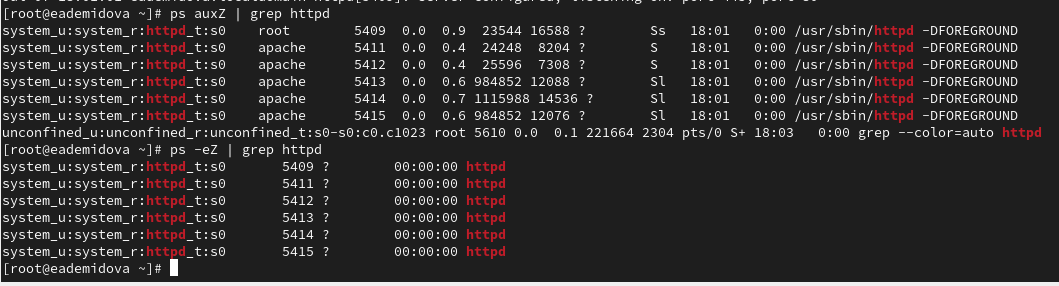 [root@eademidova ~]# ps auxZ | grep httpd
system_u:system_r:httpd_t:s0    root        5409  0.0  0.9  23544 16588 ?        Ss   18:01   0:00 /usr/sbin/httpd -DFOREGROUND
system_u:system_r:httpd_t:s0    apache      5411  0.0  0.4  24248  8204 ?        S    18:01   0:00 /usr/sbin/httpd -DFOREGROUND
system_u:system_r:httpd_t:s0    apache      5412  0.0  0.4  25596  7308 ?        S    18:01   0:00 /usr/sbin/httpd -DFOREGROUND
system_u:system_r:httpd_t:s0    apache      5413  0.0  0.6 984852 12088 ?        Sl   18:01   0:00 /usr/sbin/httpd -DFOREGROUND
system_u:system_r:httpd_t:s0    apache      5414  0.0  0.7 1115988 14536 ?       Sl   18:01   0:00 /usr/sbin/httpd -DFOREGROUND
system_u:system_r:httpd_t:s0    apache      5415  0.0  0.6 984852 12076 ?        Sl   18:01   0:00 /usr/sbin/httpd -DFOREGROUND
unconfined_u:unconfined_r:unconfined_t:s0-s0:c0.c1023 root 5610 0.0  0.1 221664 2304 pts/0 S+ 18:03   0:00 grep --color=auto httpd
[root@eademidova ~]# ps -eZ | grep httpd
system_u:system_r:httpd_t:s0       5409 ?        00:00:00 httpd
system_u:system_r:httpd_t:s0       5411 ?        00:00:00 httpd
system_u:system_r:httpd_t:s0       5412 ?        00:00:00 httpd
system_u:system_r:httpd_t:s0       5413 ?        00:00:00 httpd
system_u:system_r:httpd_t:s0       5414 ?        00:00:00 httpd
system_u:system_r:httpd_t:s0       5415 ?        00:00:00 httpd
[root@eademidova ~]#